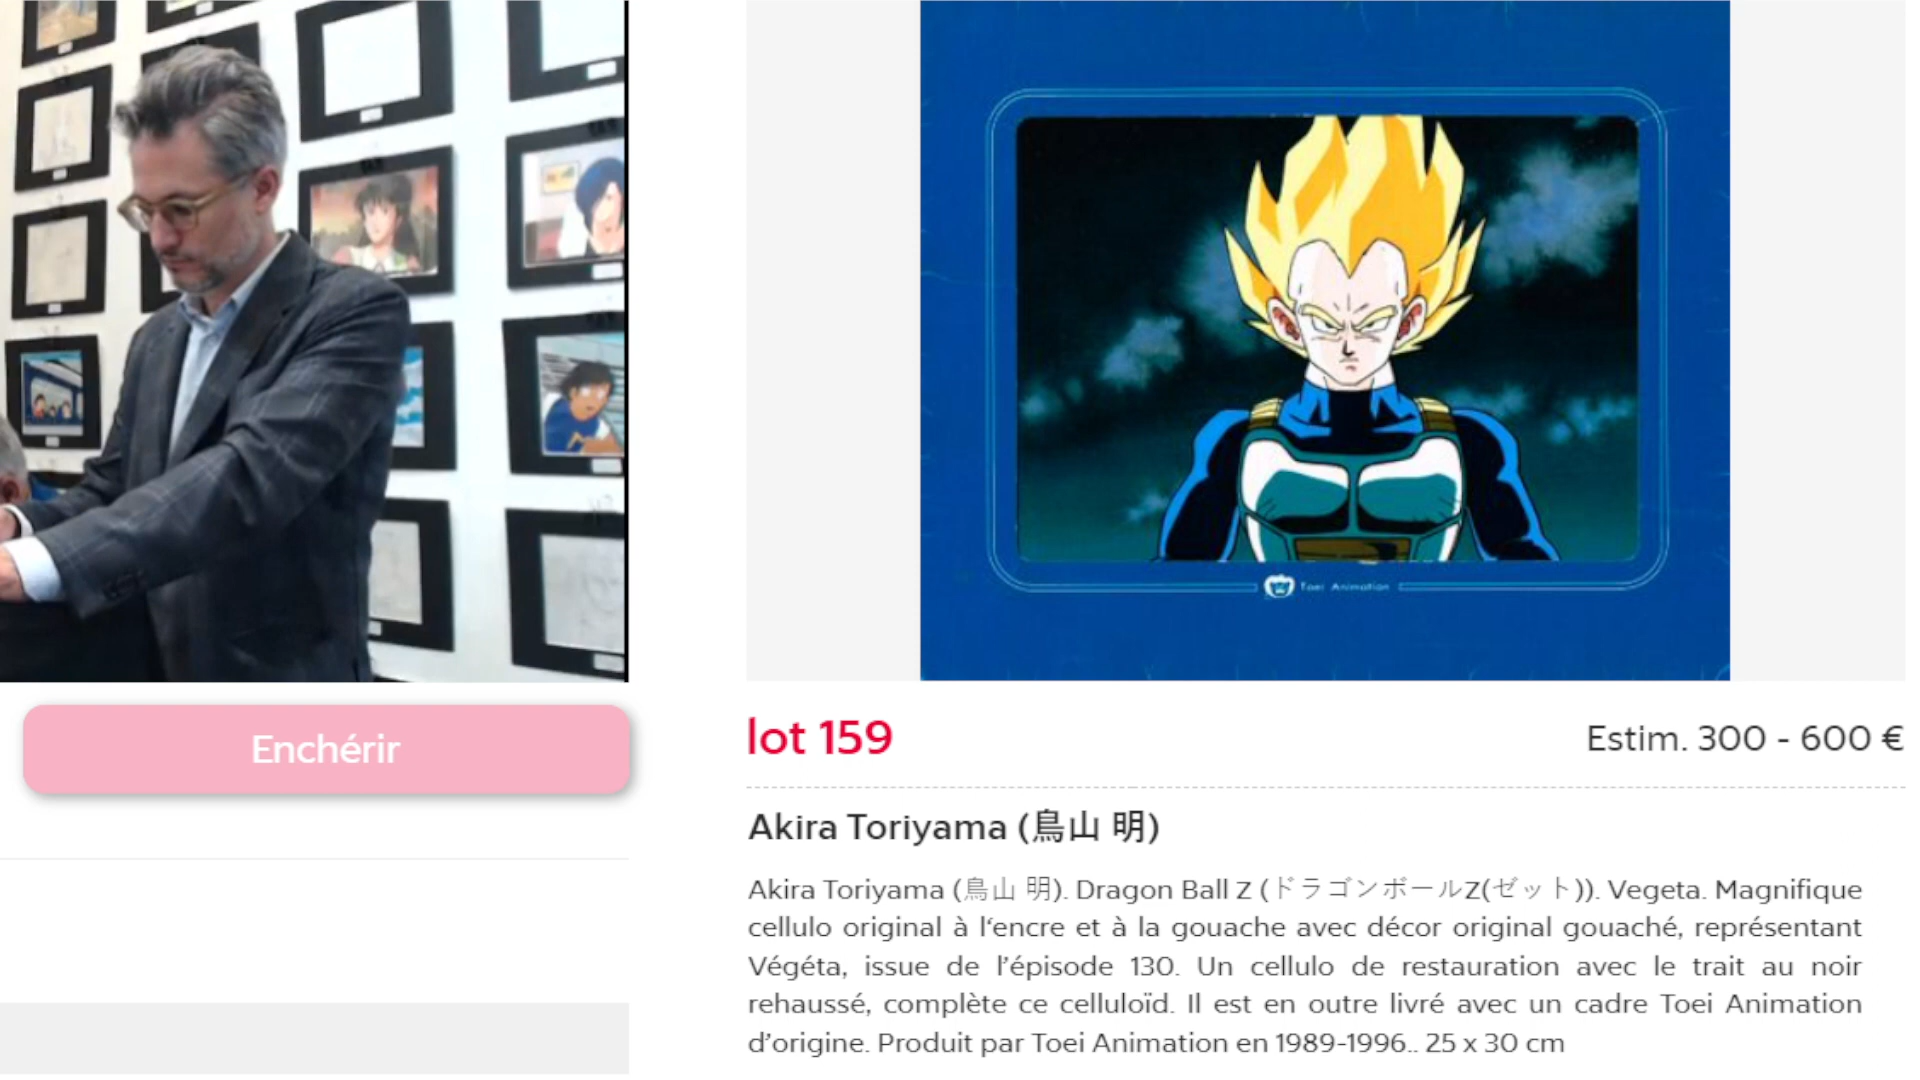 Toei Animation
Enchérir
lot 159
Estim. 300 - 600 €
Akira Toriyama (鳥山 明)
Akira Toriyama (鳥山 明). Dragon Ball Z (ドラゴンボールZ(ゼット)). Vegeta. Magnifique
cellulo original à l‘encre et à la gouache avec décor original gouaché, représentant
Végéta, issue de l’épisode 130. Un cellulo de restauration avec le trait au noir
rehaussé, complète ce celluloïd. Il est en outre livré avec un cadre Toei Animation
d’origine. Produit par Toei Animation en 1989-1996.. 25 x 30 cm